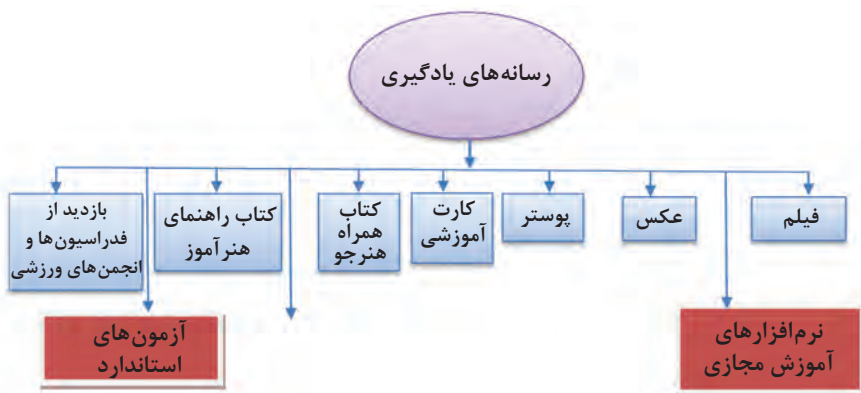 رسانه‌های یادگیری
فیلم
عکس
پوستر
کارت
آموزشی
کتاب
همراه
هنرجو
کتاب راهنمای
هنرآموز
بازدید از
فدراسیون‌ها و
انجمن‌های ورزشی
نرم‌افزارهای
آموزش مجازی
آزمون‌های
استاندارد